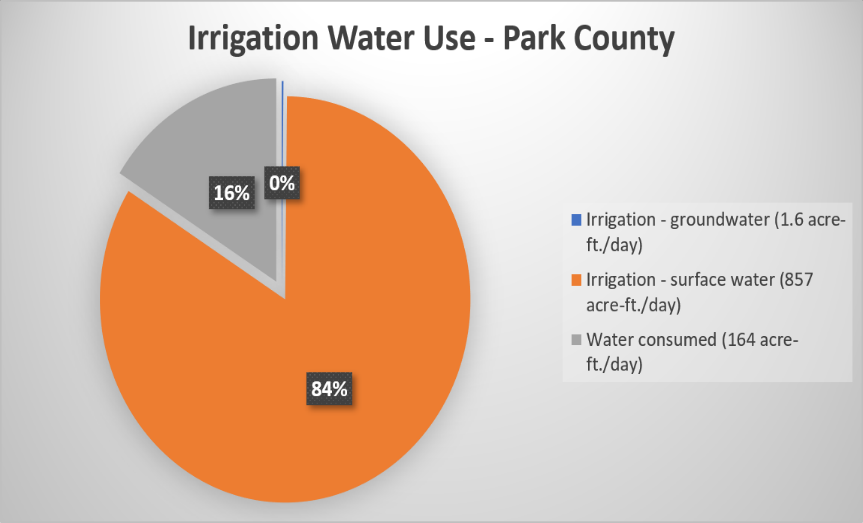 Irrigation Water Use - Park County
16%
0%
84%
Irrigation - groundwater (1.6 acre-
ft./day)
Irrigation - surface water (857
acre-ft./day)
Water consumed (164 acre-
ft./day)